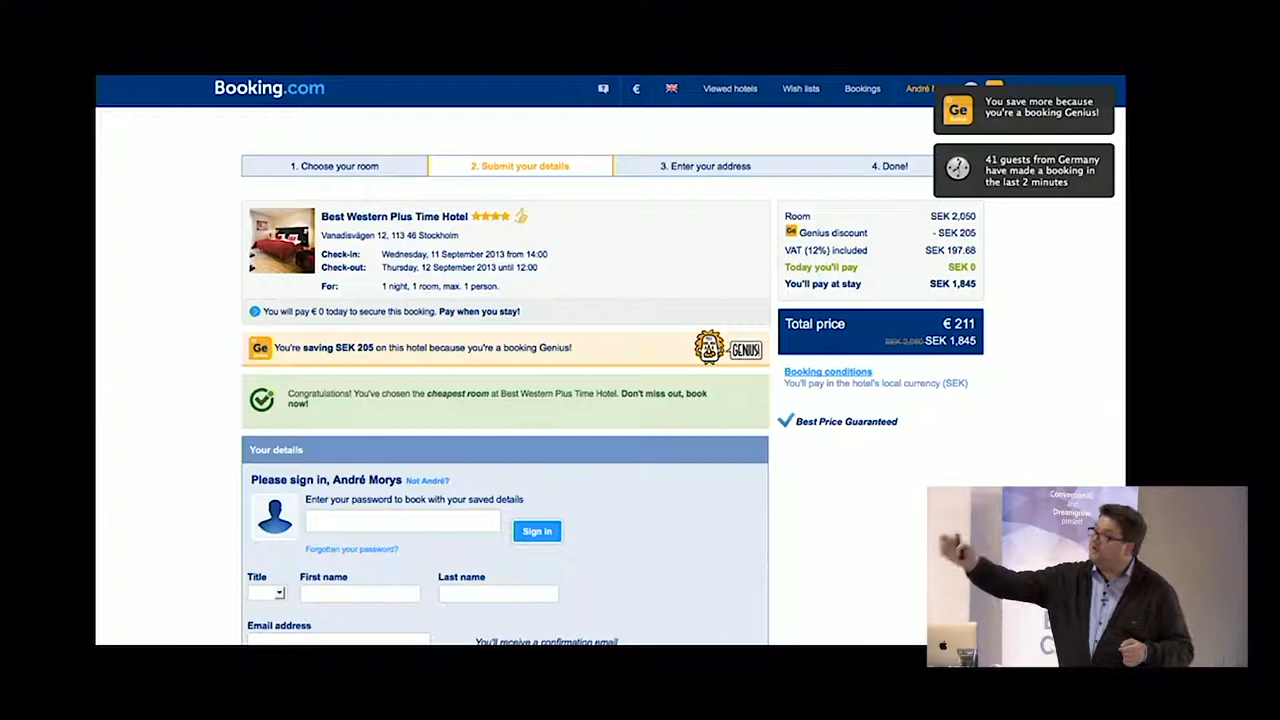 Booking.com
€
Viewed hotels
Wish lists
Bookings
André
You save more because
you're a booking Genius!
Ge
41 guests from Germany
have made a booking in
the last 2 minutes
1. Choose your room
2. Submit your details
3. Enter your address
4. Done!
Best Western Plus Time Hotel
Vanadisvägen 12, 113 46 Stockholm
Check-in: Wednesday, 11 September 2013 from 14:00
Check-out: Thursday, 12 September 2013 until 12:00
For: 1 night, 1 room, max. 1 person.
You will pay € 0 today to secure this booking. Pay when you stay!
Ge You're saving SEK 205 on this hotel because you're a booking Genius!
GENIUS!
Congratulations! You've chosen the cheapest room at Best Western Plus Time Hotel. Don't miss out, book
now!
Room SEK 2,050
Ge Genius discount - SEK 205
VAT (12%) included SEK 197.68
Today you'll pay SEK 0
You'll pay at stay SEK 1,845
Total price € 211
SEK 2,050 SEK 1,845
Booking conditions
You'll pay in the hotel's local currency (SEK)
Best Price Guaranteed
Your details
Please sign in, André Morys Not André?
Enter your password to book with your saved details
Sign in
Forgotten your password?
Title First name Last name
Email address
You'll receive a confirmation email
Conventional
and
Dreamgrow
present